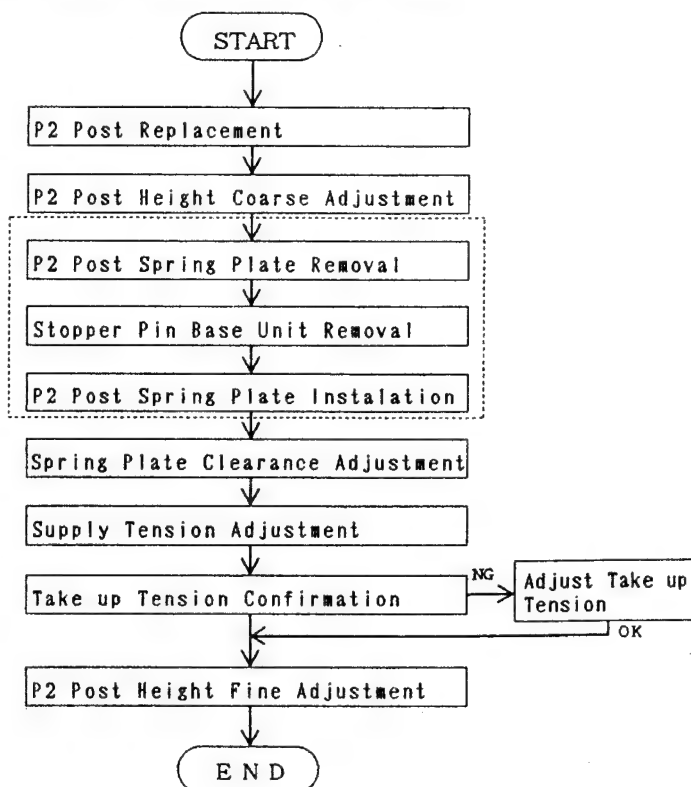 START
P2 Post Replacement
P2 Post Height Coarse Adjustment
P2 Post Spring Plate Removal
Stopper Pin Base Unit Removal
P2 Post Spring Plate Instalation
Spring Plate Clearance Adjustment
Supply Tension Adjustment
Take up Tension Confirmation
NG
Adjust Take up
Tension
OK
P2 Post Height Fine Adjustment
END